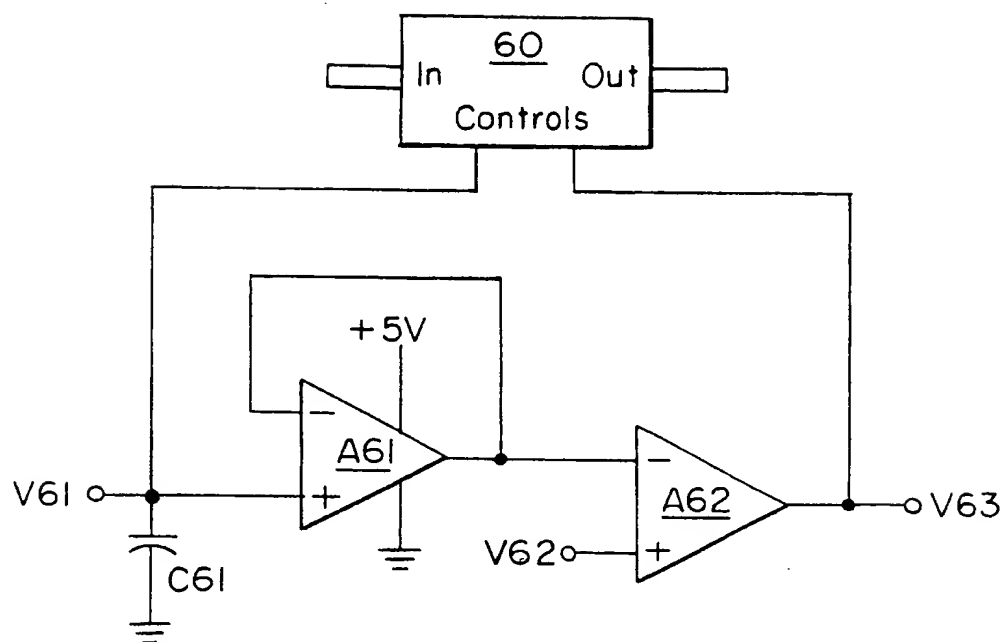 60
In Out
Controls
+5V
−
A61
+
V61
C61
−
A62
V62
+
V63